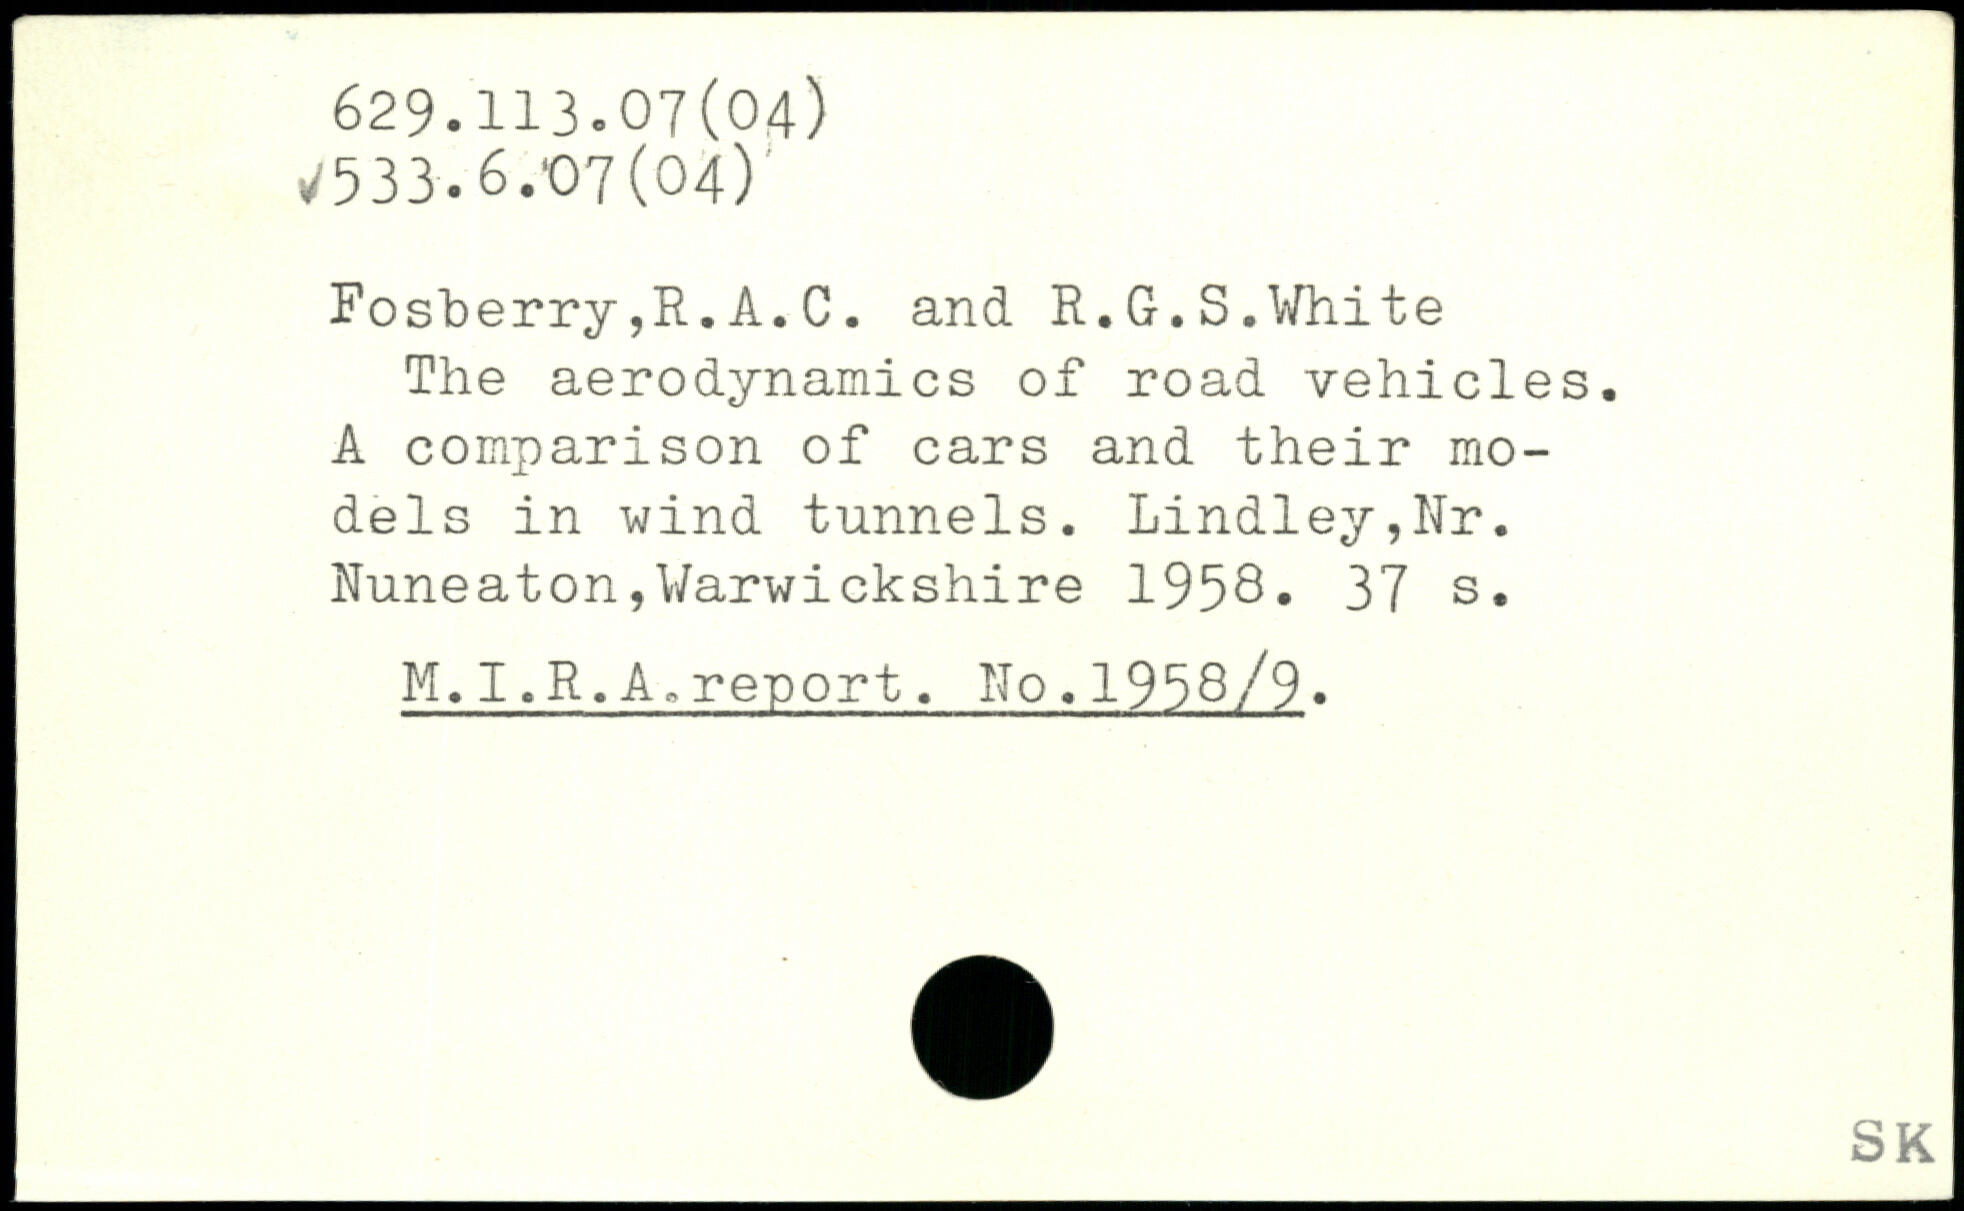 629.113.07(04)
✓533.6.07(04)
Fosberry,R.A.C. and R.G.S.White
The aerodynamics of road vehicles.
A comparison of cars and their mo-
dels in wind tunnels. Lindley,Nr.
Nuneaton,Warwickshire 1958. 37 s.
M.I.R.A.report. No.1958/9.
SK